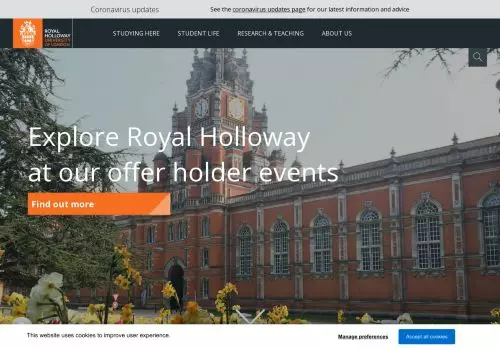 Coronavirus updates
See the coronavirus updates page for our latest information and advice
ROYAL
HOLLOWAY
UNIVERSITY
OF LONDON
STUDYING HERE STUDENT LIFE RESEARCH & TEACHING ABOUT US
Explore Royal Holloway
at our offer holder events
Find out more
This website uses cookies to improve user experience.
Manage preferences
Accept all cookies